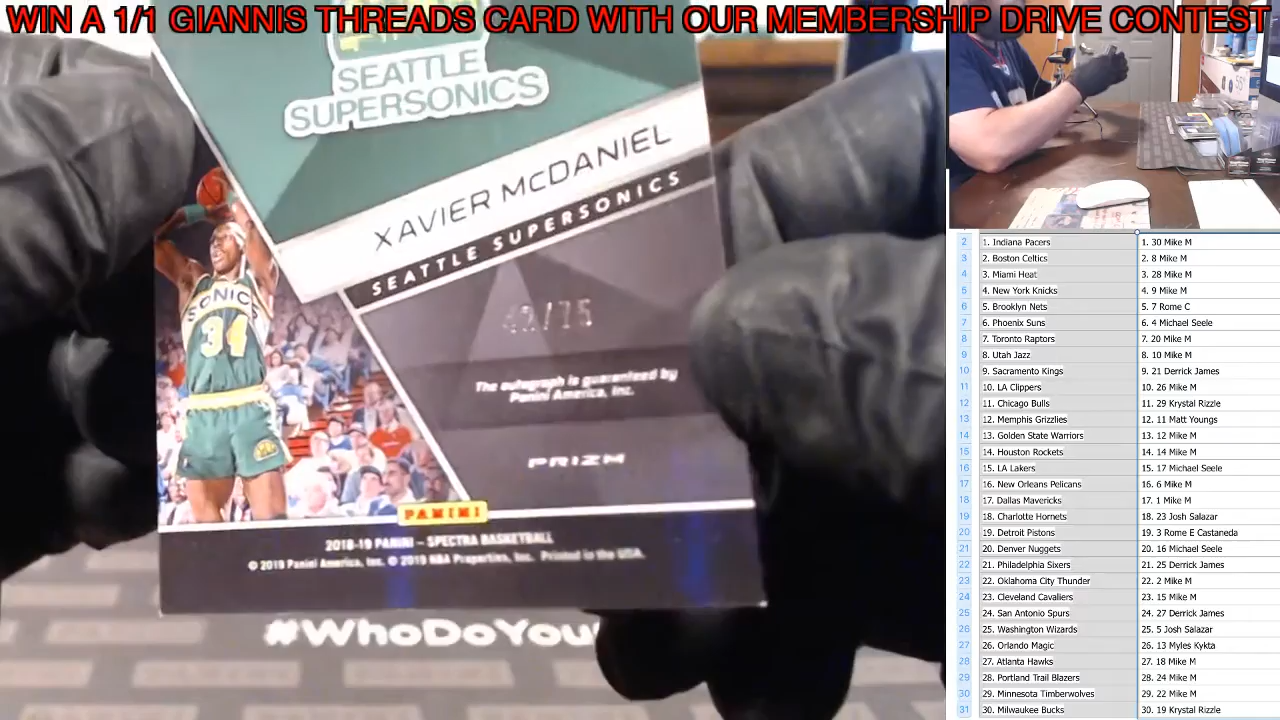 WIN A 1/1 GIANNIS THREADS CARD WITH OUR MEMBERSHIP DRIVE CONTEST
SEATTLE
SUPERSONICS
XAVIER McDANIEL
SEATTLE SUPERSONICS
SONICS
34
/75
The autograph is guaranteed by
Panini America, Inc.
PRIZM
PANINI
2018-19 PANINI – SPECTRA BASKETBALL
© 2019 Panini America, Inc. © 2019 NBA Properties, Inc. Printed in the USA.
#WhoDoYou
2 1. Indiana Pacers 1. 30 Mike M
3 2. Boston Celtics 2. 8 Mike M
4 3. Miami Heat 3. 28 Mike M
5 4. New York Knicks 4. 9 Mike M
6 5. Brooklyn Nets 5. 7 Rome C
7 6. Phoenix Suns 6. 4 Michael Seele
8 7. Toronto Raptors 7. 20 Mike M
9 8. Utah Jazz 8. 10 Mike M
10 9. Sacramento Kings 9. 21 Derrick James
11 10. LA Clippers 10. 26 Mike M
12 11. Chicago Bulls 11. 29 Krystal Rizzle
13 12. Memphis Grizzlies 12. 11 Matt Youngs
14 13. Golden State Warriors 13. 12 Mike M
15 14. Houston Rockets 14. 14 Mike M
16 15. LA Lakers 15. 17 Michael Seele
17 16. New Orleans Pelicans 16. 6 Mike M
18 17. Dallas Mavericks 17. 1 Mike M
19 18. Charlotte Hornets 18. 23 Josh Salazar
20 19. Detroit Pistons 19. 3 Rome E Castaneda
21 20. Denver Nuggets 20. 16 Michael Seele
22 21. Philadelphia Sixers 21. 25 Derrick James
23 22. Oklahoma City Thunder 22. 2 Mike M
24 23. Cleveland Cavaliers 23. 15 Mike M
25 24. San Antonio Spurs 24. 27 Derrick James
26 25. Washington Wizards 25. 5 Josh Salazar
27 26. Orlando Magic 26. 13 Myles Kykta
28 27. Atlanta Hawks 27. 18 Mike M
29 28. Portland Trail Blazers 28. 24 Mike M
30 29. Minnesota Timberwolves 29. 22 Mike M
31 30. Milwaukee Bucks 30. 19 Krystal Rizzle